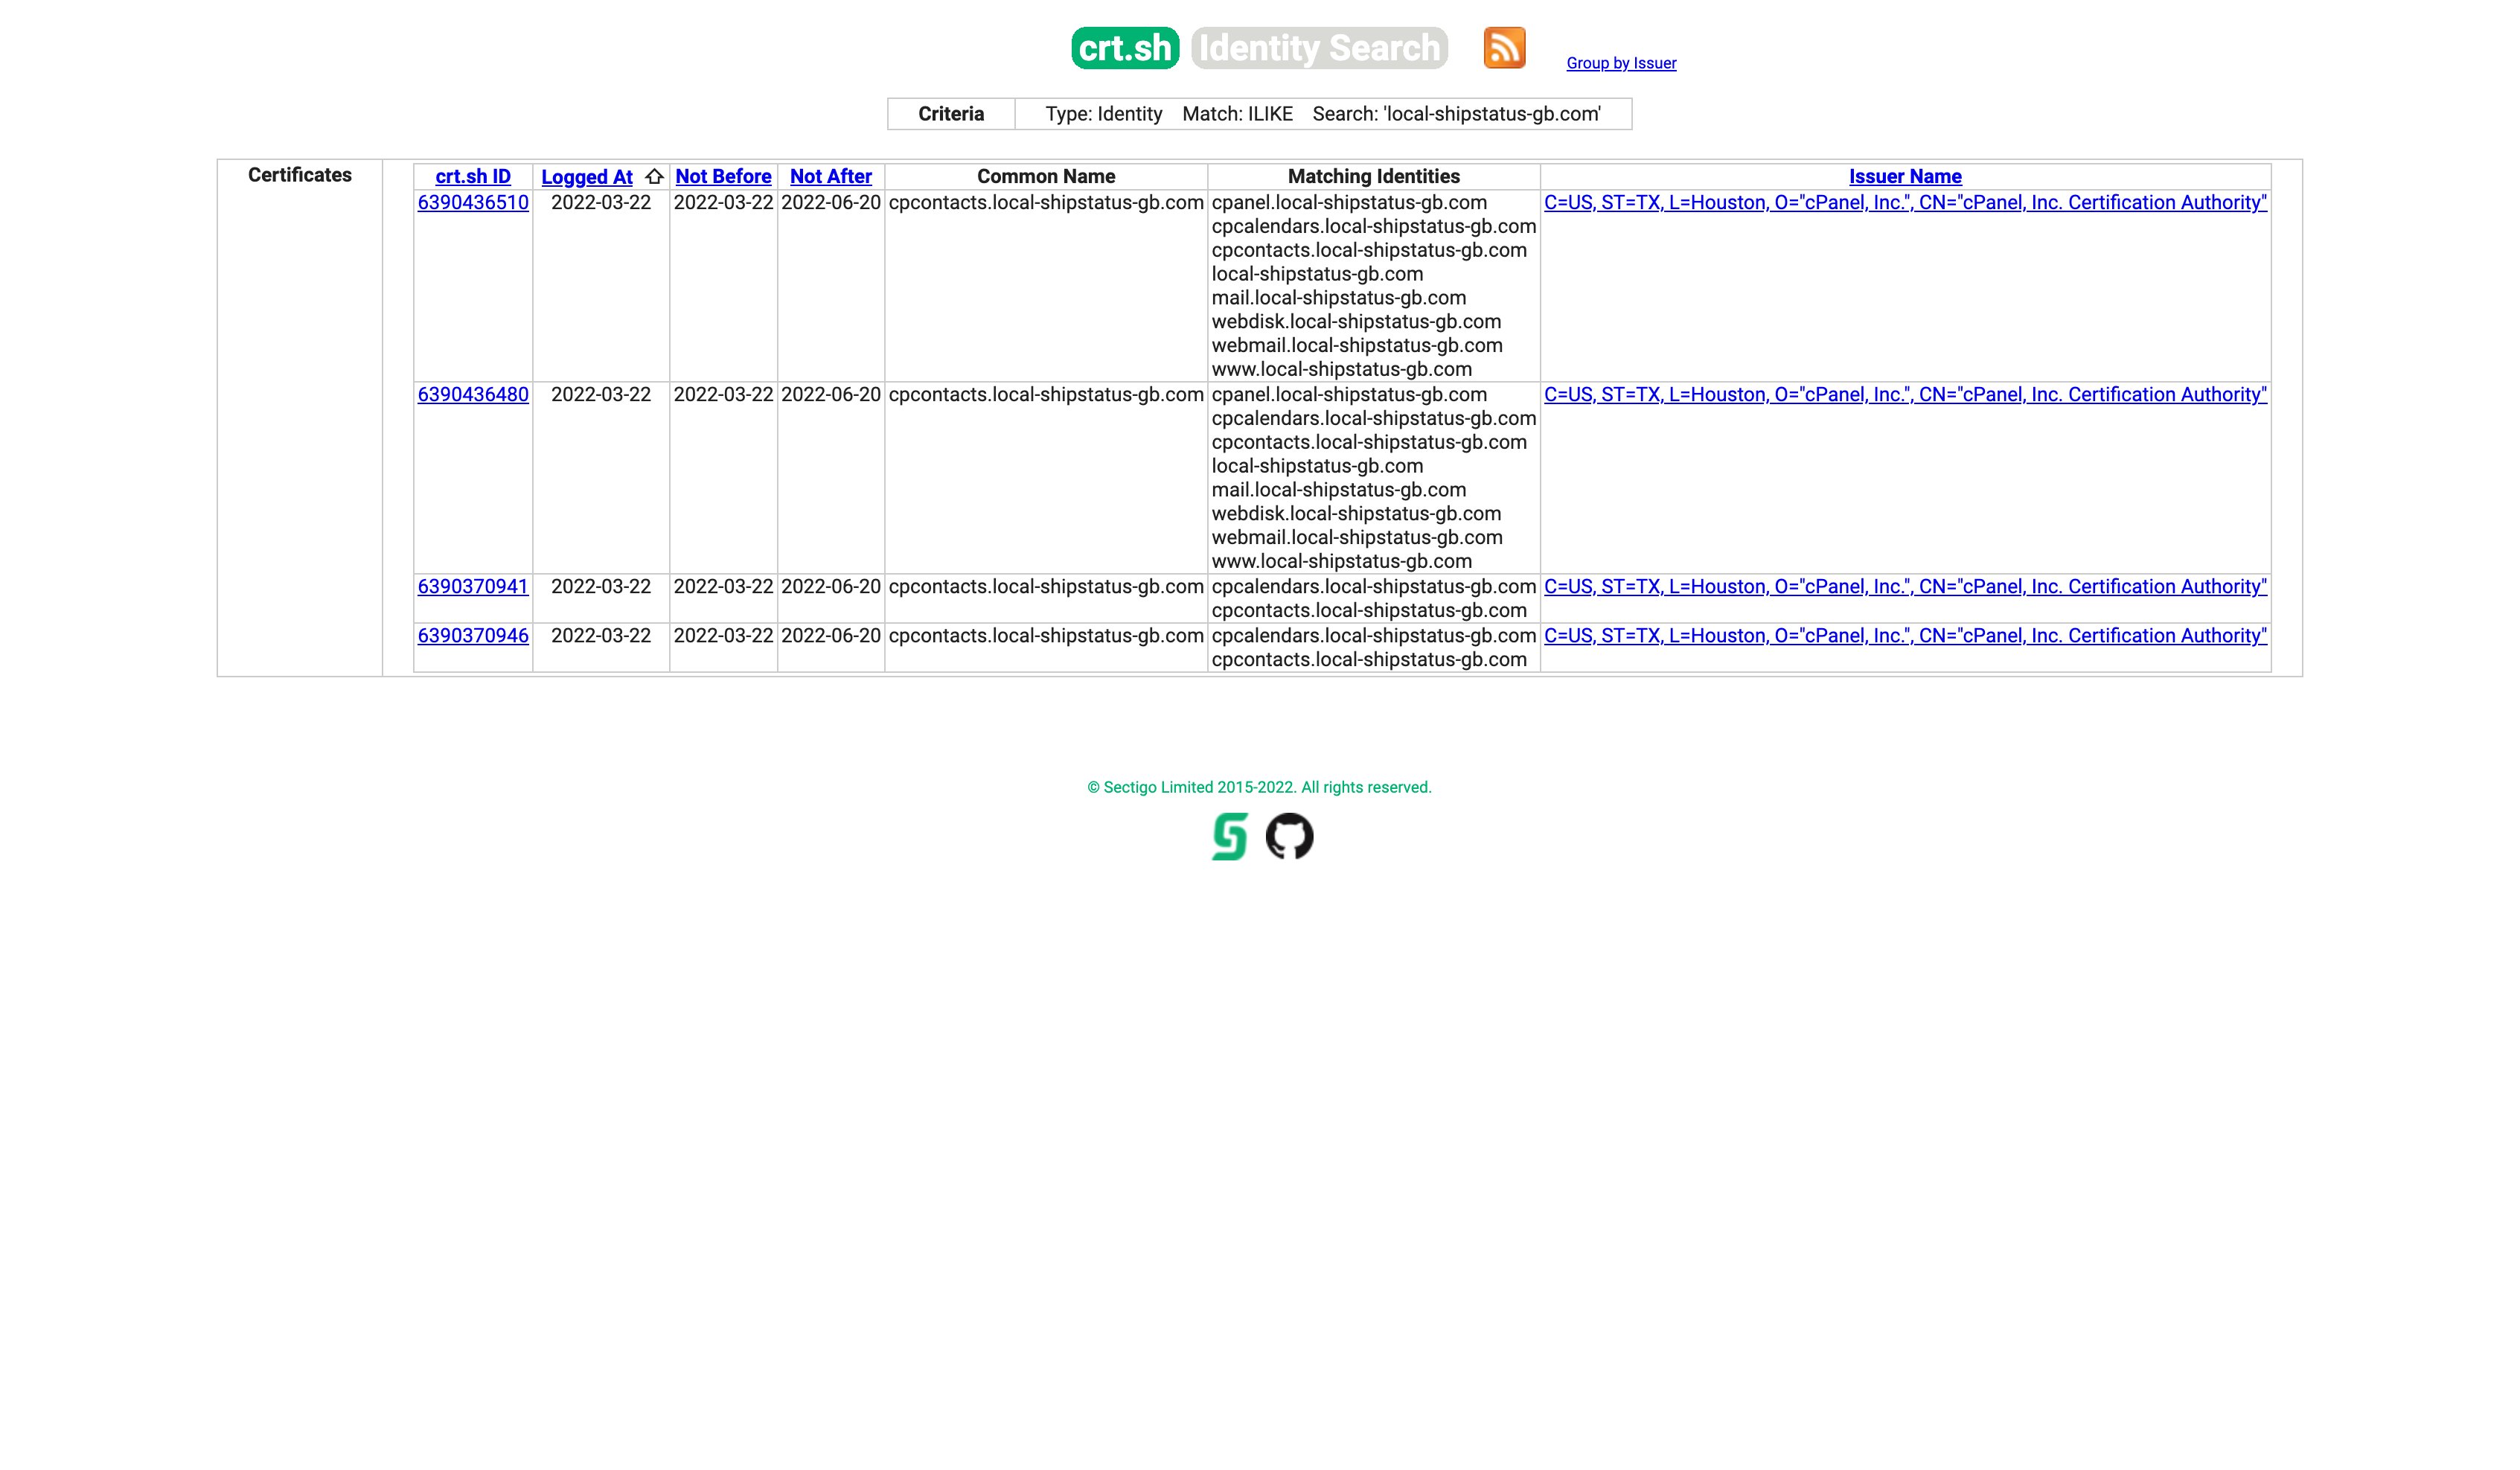 crt.sh Identity Search Group by Issuer
Criteria Type: Identity Match: ILIKE Search: 'local-shipstatus-gb.com'
Certificates crt.sh ID Logged At ⇧ Not Before Not After Common Name Matching Identities Issuer Name
6390436510 2022-03-22 2022-03-22 2022-06-20 cpcontacts.local-shipstatus-gb.com cpanel.local-shipstatus-gb.com C=US, ST=TX, L=Houston, O="cPanel, Inc.", CN="cPanel, Inc. Certification Authority"
cpcalendars.local-shipstatus-gb.com
cpcontacts.local-shipstatus-gb.com
local-shipstatus-gb.com
mail.local-shipstatus-gb.com
webdisk.local-shipstatus-gb.com
webmail.local-shipstatus-gb.com
www.local-shipstatus-gb.com
6390436480 2022-03-22 2022-03-22 2022-06-20 cpcontacts.local-shipstatus-gb.com cpanel.local-shipstatus-gb.com C=US, ST=TX, L=Houston, O="cPanel, Inc.", CN="cPanel, Inc. Certification Authority"
cpcalendars.local-shipstatus-gb.com
cpcontacts.local-shipstatus-gb.com
local-shipstatus-gb.com
mail.local-shipstatus-gb.com
webdisk.local-shipstatus-gb.com
webmail.local-shipstatus-gb.com
www.local-shipstatus-gb.com
6390370941 2022-03-22 2022-03-22 2022-06-20 cpcontacts.local-shipstatus-gb.com cpcalendars.local-shipstatus-gb.com C=US, ST=TX, L=Houston, O="cPanel, Inc.", CN="cPanel, Inc. Certification Authority"
cpcontacts.local-shipstatus-gb.com
6390370946 2022-03-22 2022-03-22 2022-06-20 cpcontacts.local-shipstatus-gb.com cpcalendars.local-shipstatus-gb.com C=US, ST=TX, L=Houston, O="cPanel, Inc.", CN="cPanel, Inc. Certification Authority"
cpcontacts.local-shipstatus-gb.com
© Sectigo Limited 2015-2022. All rights reserved.